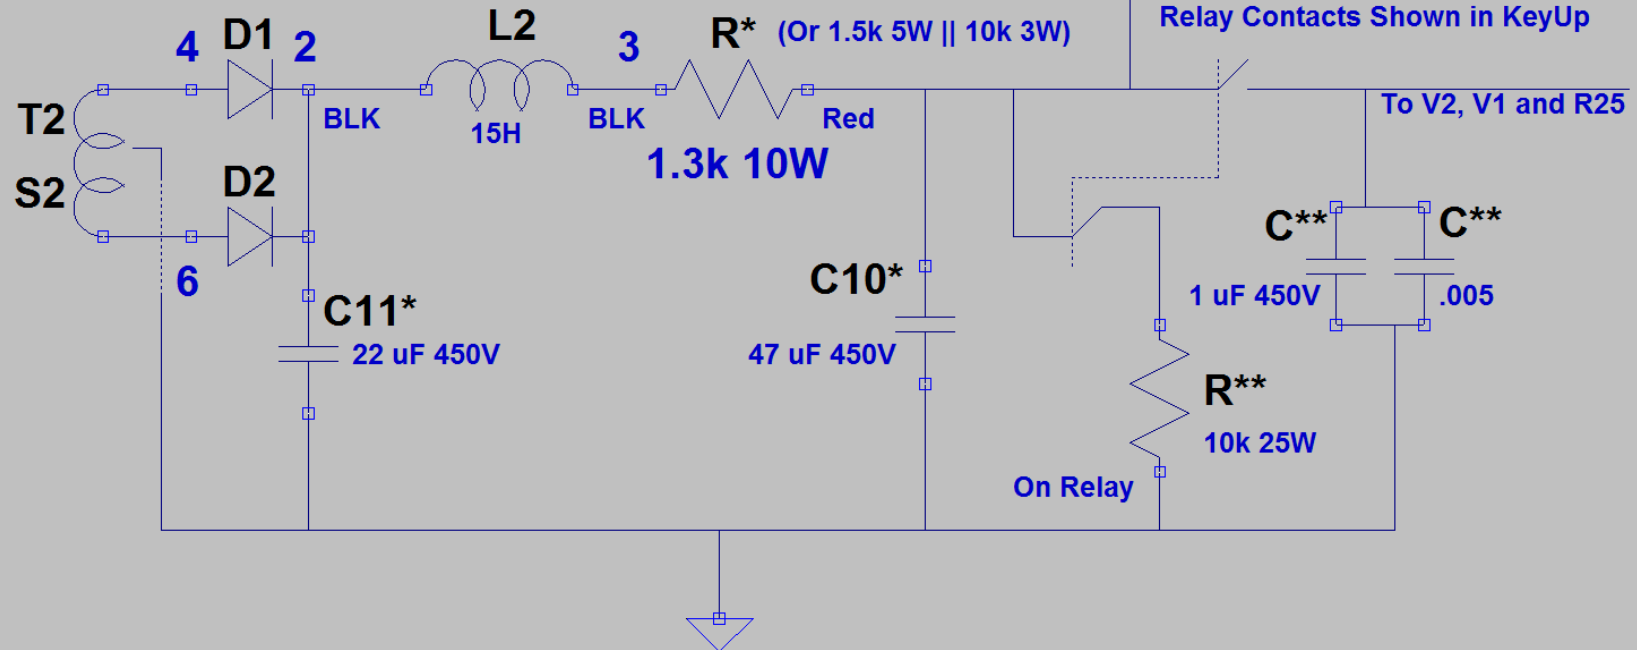 Relay Contacts Shown in KeyUp
L2
R*
(Or 1.5k 5W || 10k 3W)
4
D1
2
3
T2
BLK
15H
BLK
Red
To V2, V1 and R25
1.3k 10W
S2
D2
6
C11*
22 uF 450V
C10*
47 uF 450V
C**
1 uF 450V
C**
.005
R**
10k 25W
On Relay